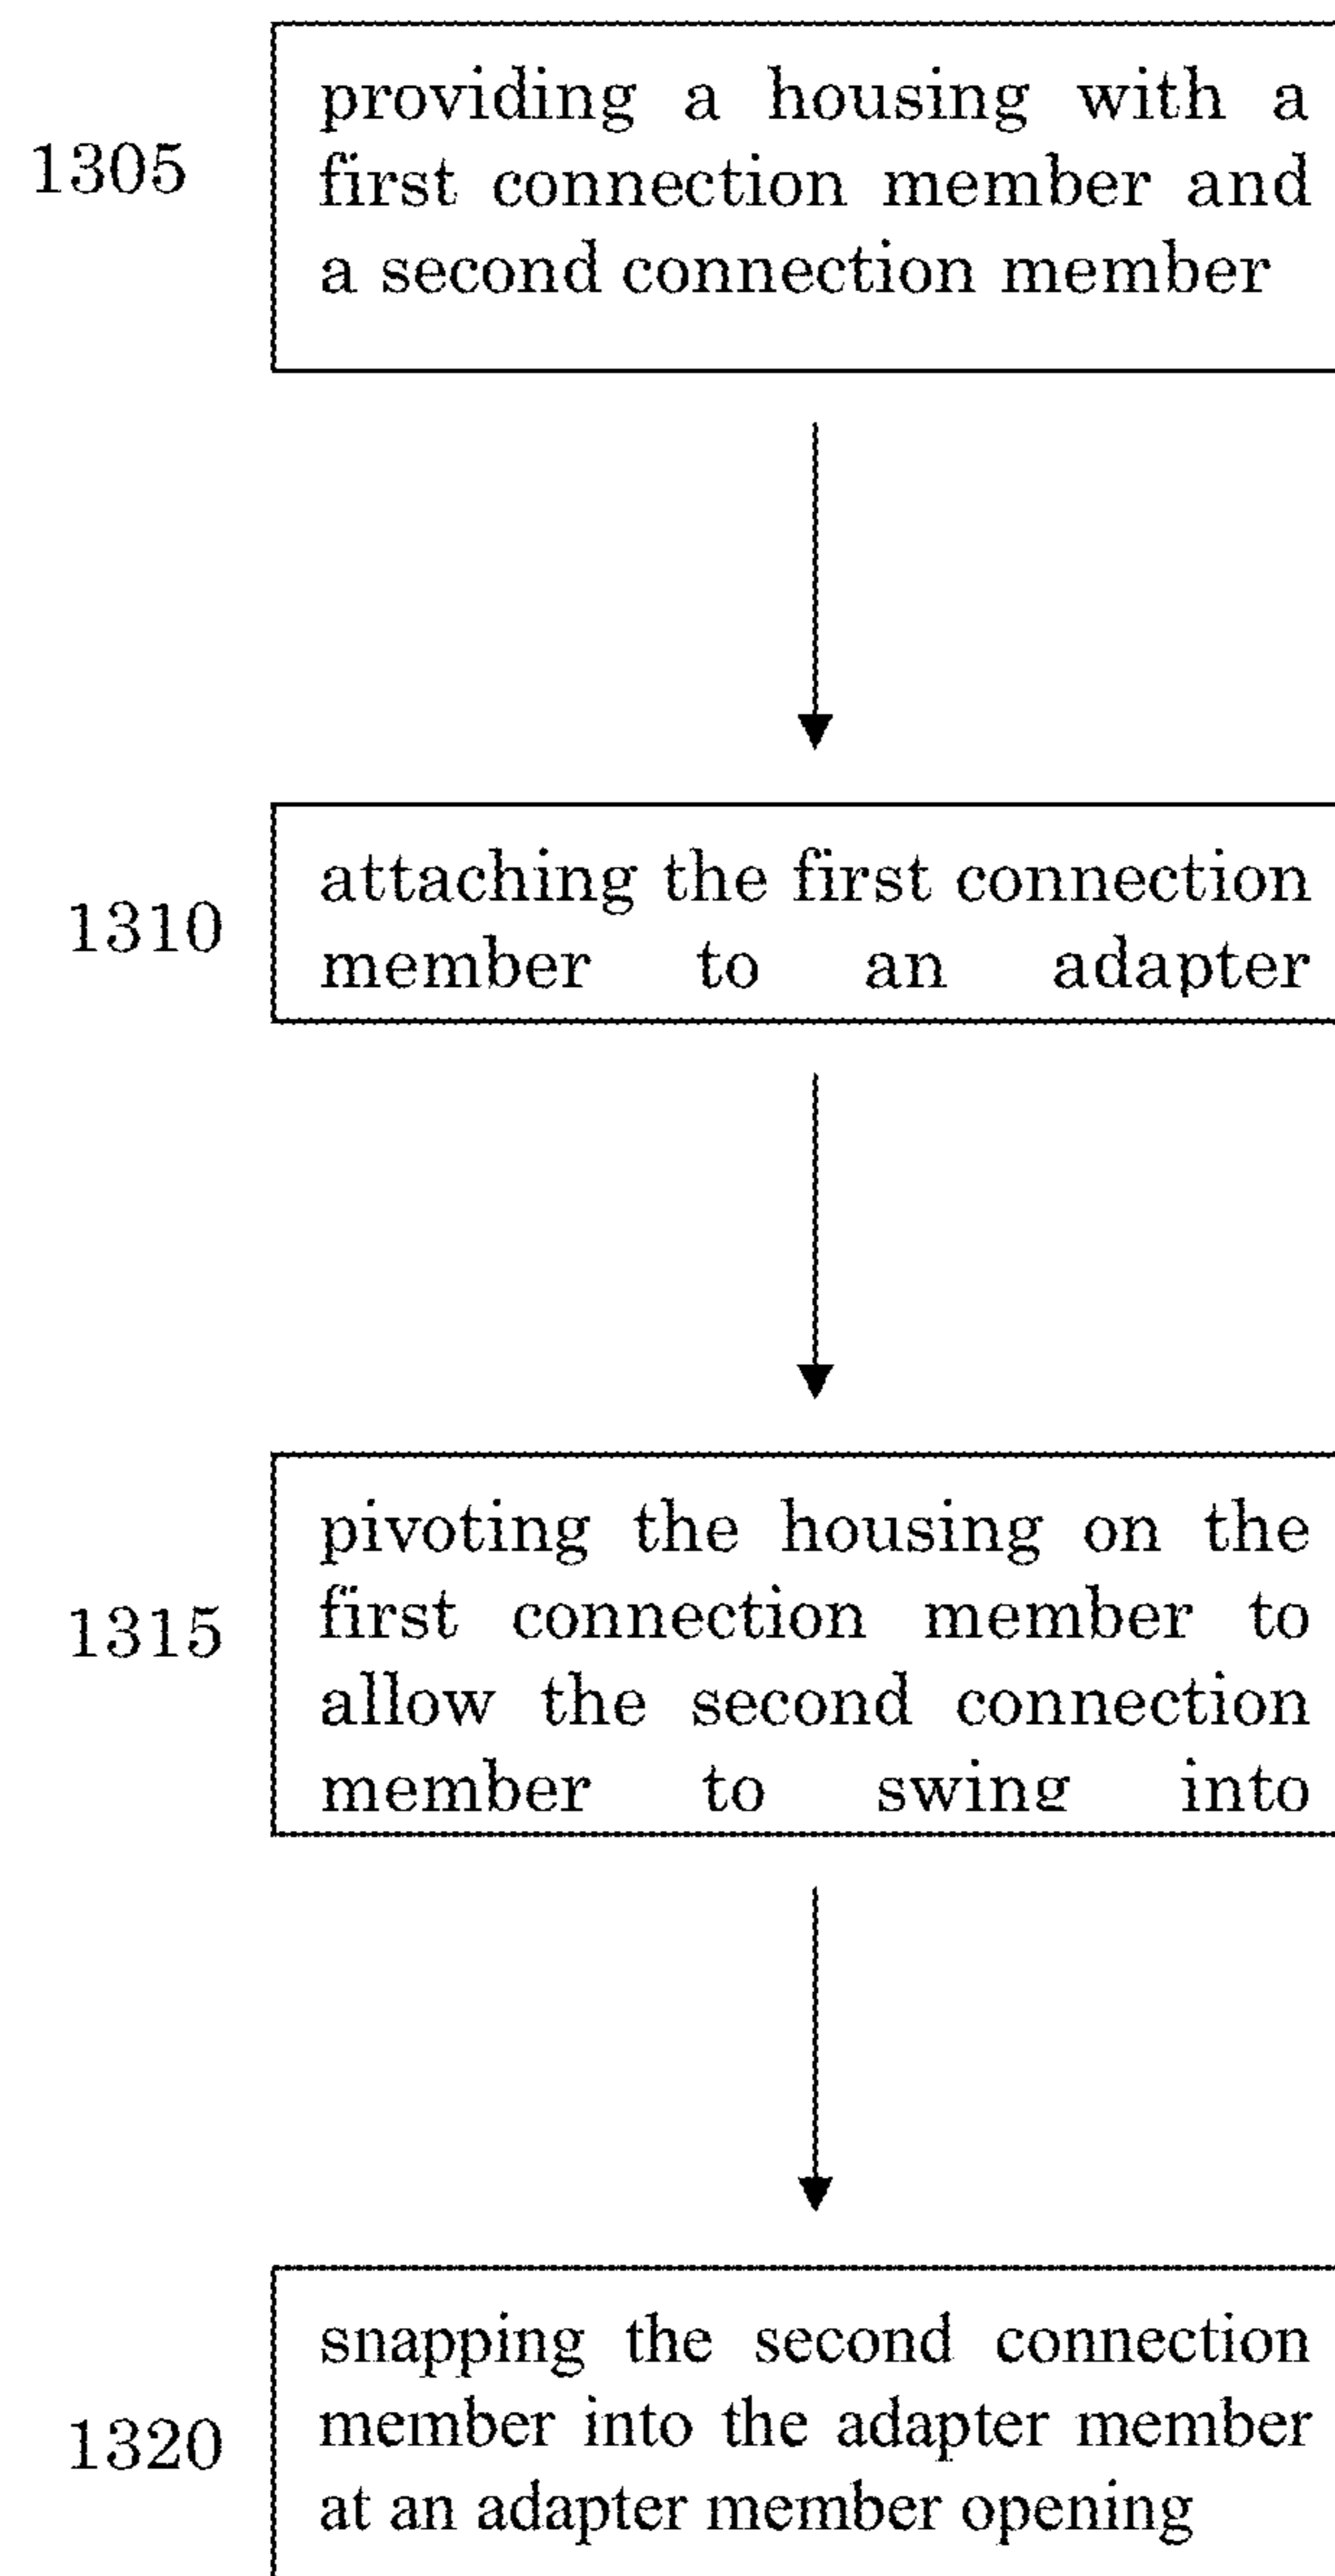 1305
providing a housing with a
first connection member and
a second connection member
1310
attaching the first connection
member to an adapter
1315
pivoting the housing on the
first connection member to
allow the second connection
member to swing into
1320
snapping the second connection
member into the adapter member
at an adapter member opening